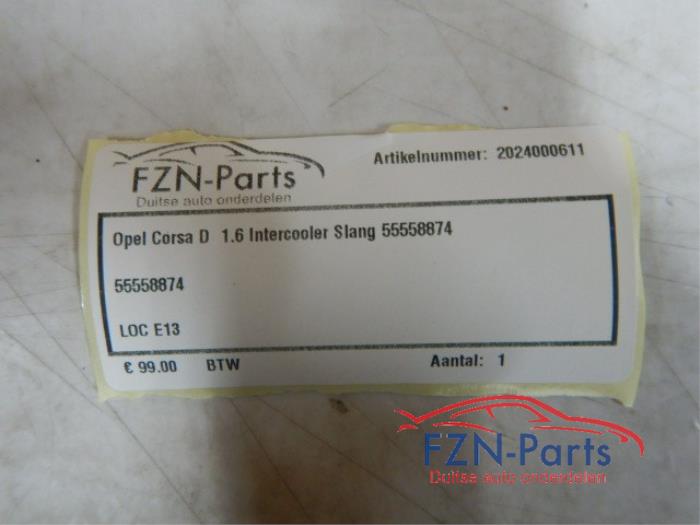 FZN-Parts
Duitse auto onderdelen
Artikelnummer: 2024000611
Opel Corsa D 1.6 Intercooler Slang 55558874
55558874
LOC E13
€ 99.00 BTW Aantal: 1
FZN-Parts
Duitse auto onderdelen